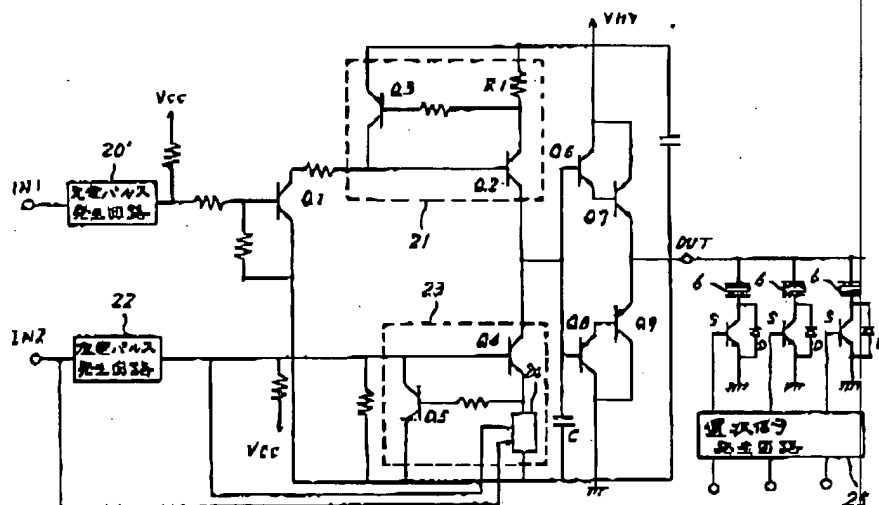 VHV
Q3
R1
Vcc
20'
IN1
充電パルス
発生回路
Q1
Q2
21
Q6
Q7
OUT
6 6 6
S S S
D D
22
IN2
放電パルス
発生回路
23
Q4
Q5
Q8
Q9
C
Vcc
選択信号
発生回路